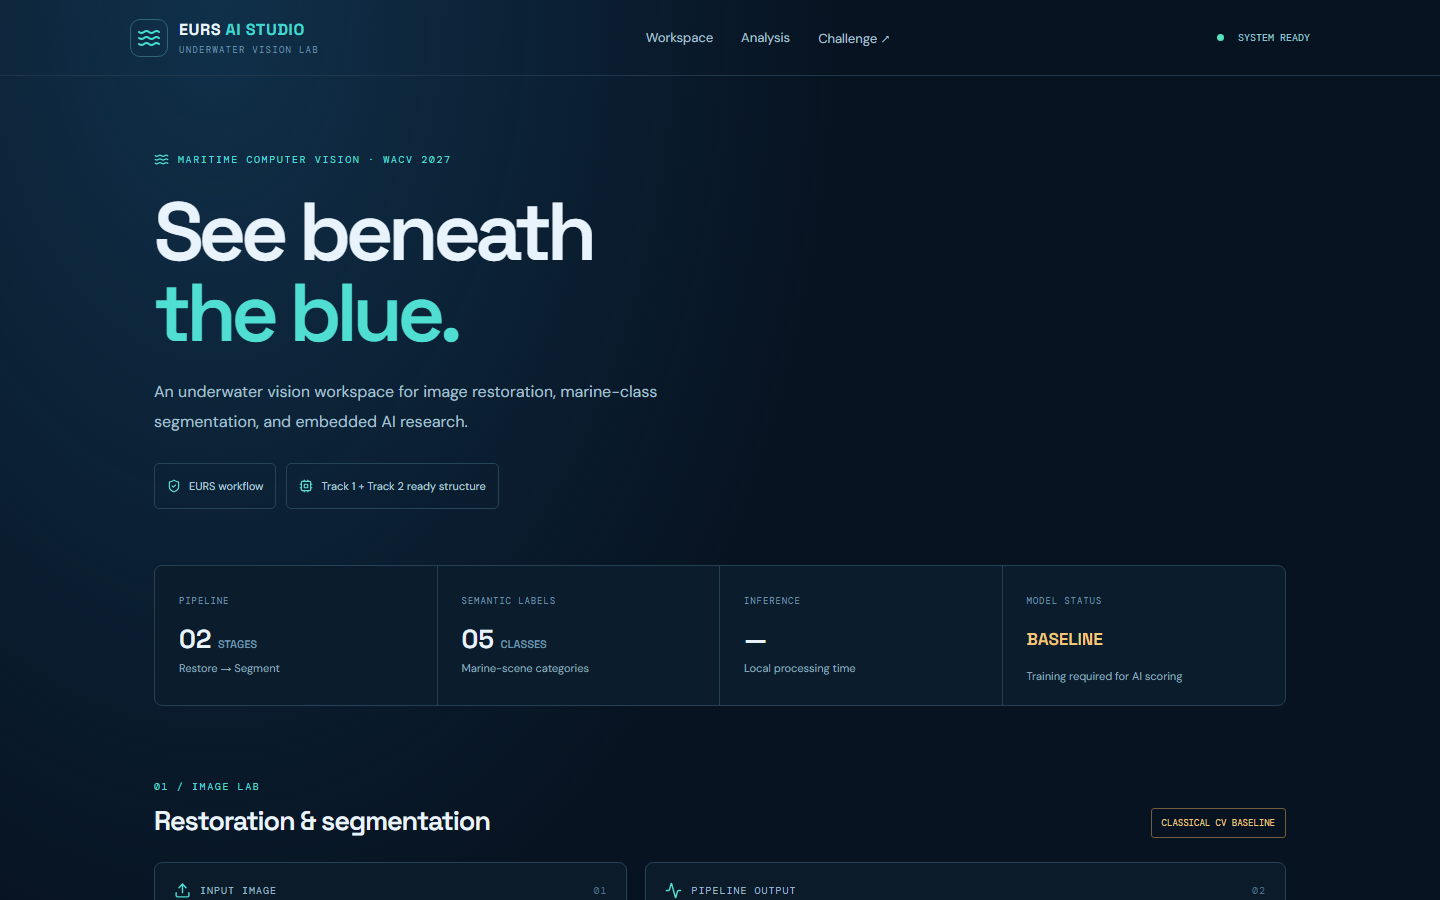 EURS AI STUDIO
UNDERWATER VISION LAB
Workspace
Analysis
Challenge ↗
SYSTEM READY
MARITIME COMPUTER VISION · WACV 2027
See beneath
the blue.
An underwater vision workspace for image restoration, marine-class
segmentation, and embedded AI research.
EURS workflow
Track 1 + Track 2 ready structure
PIPELINE
02 STAGES
Restore → Segment
SEMANTIC LABELS
05 CLASSES
Marine-scene categories
INFERENCE
—
Local processing time
MODEL STATUS
BASELINE
Training required for AI scoring
01 / IMAGE LAB
Restoration & segmentation
CLASSICAL CV BASELINE
INPUT IMAGE
01
PIPELINE OUTPUT
02